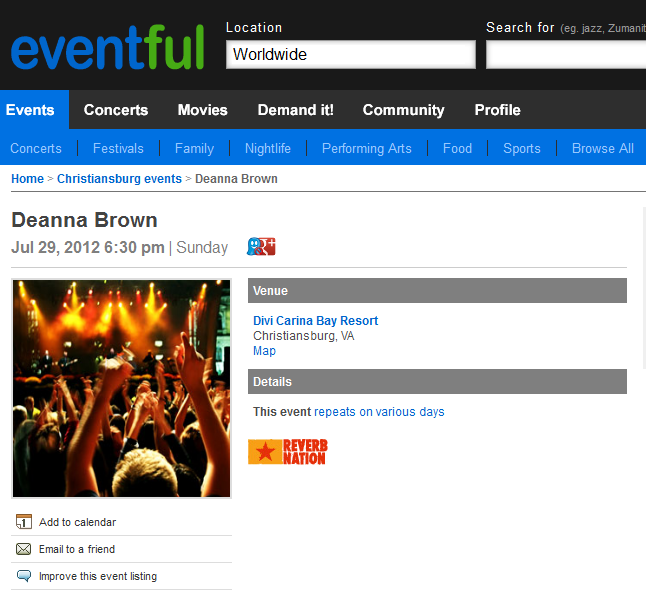 eventful
Location
Search for (eg. jazz, Zumanit
Worldwide
Events Concerts Movies Demand it! Community Profile
Concerts Festivals Family Nightlife Performing Arts Food Sports Browse All
Home > Christiansburg events > Deanna Brown
Deanna Brown
Jul 29, 2012 6:30 pm | Sunday
Venue
Divi Carina Bay Resort
Christiansburg, VA
Map
Details
This event repeats on various days
REVERB
NATION
1 Add to calendar
Email to a friend
Improve this event listing